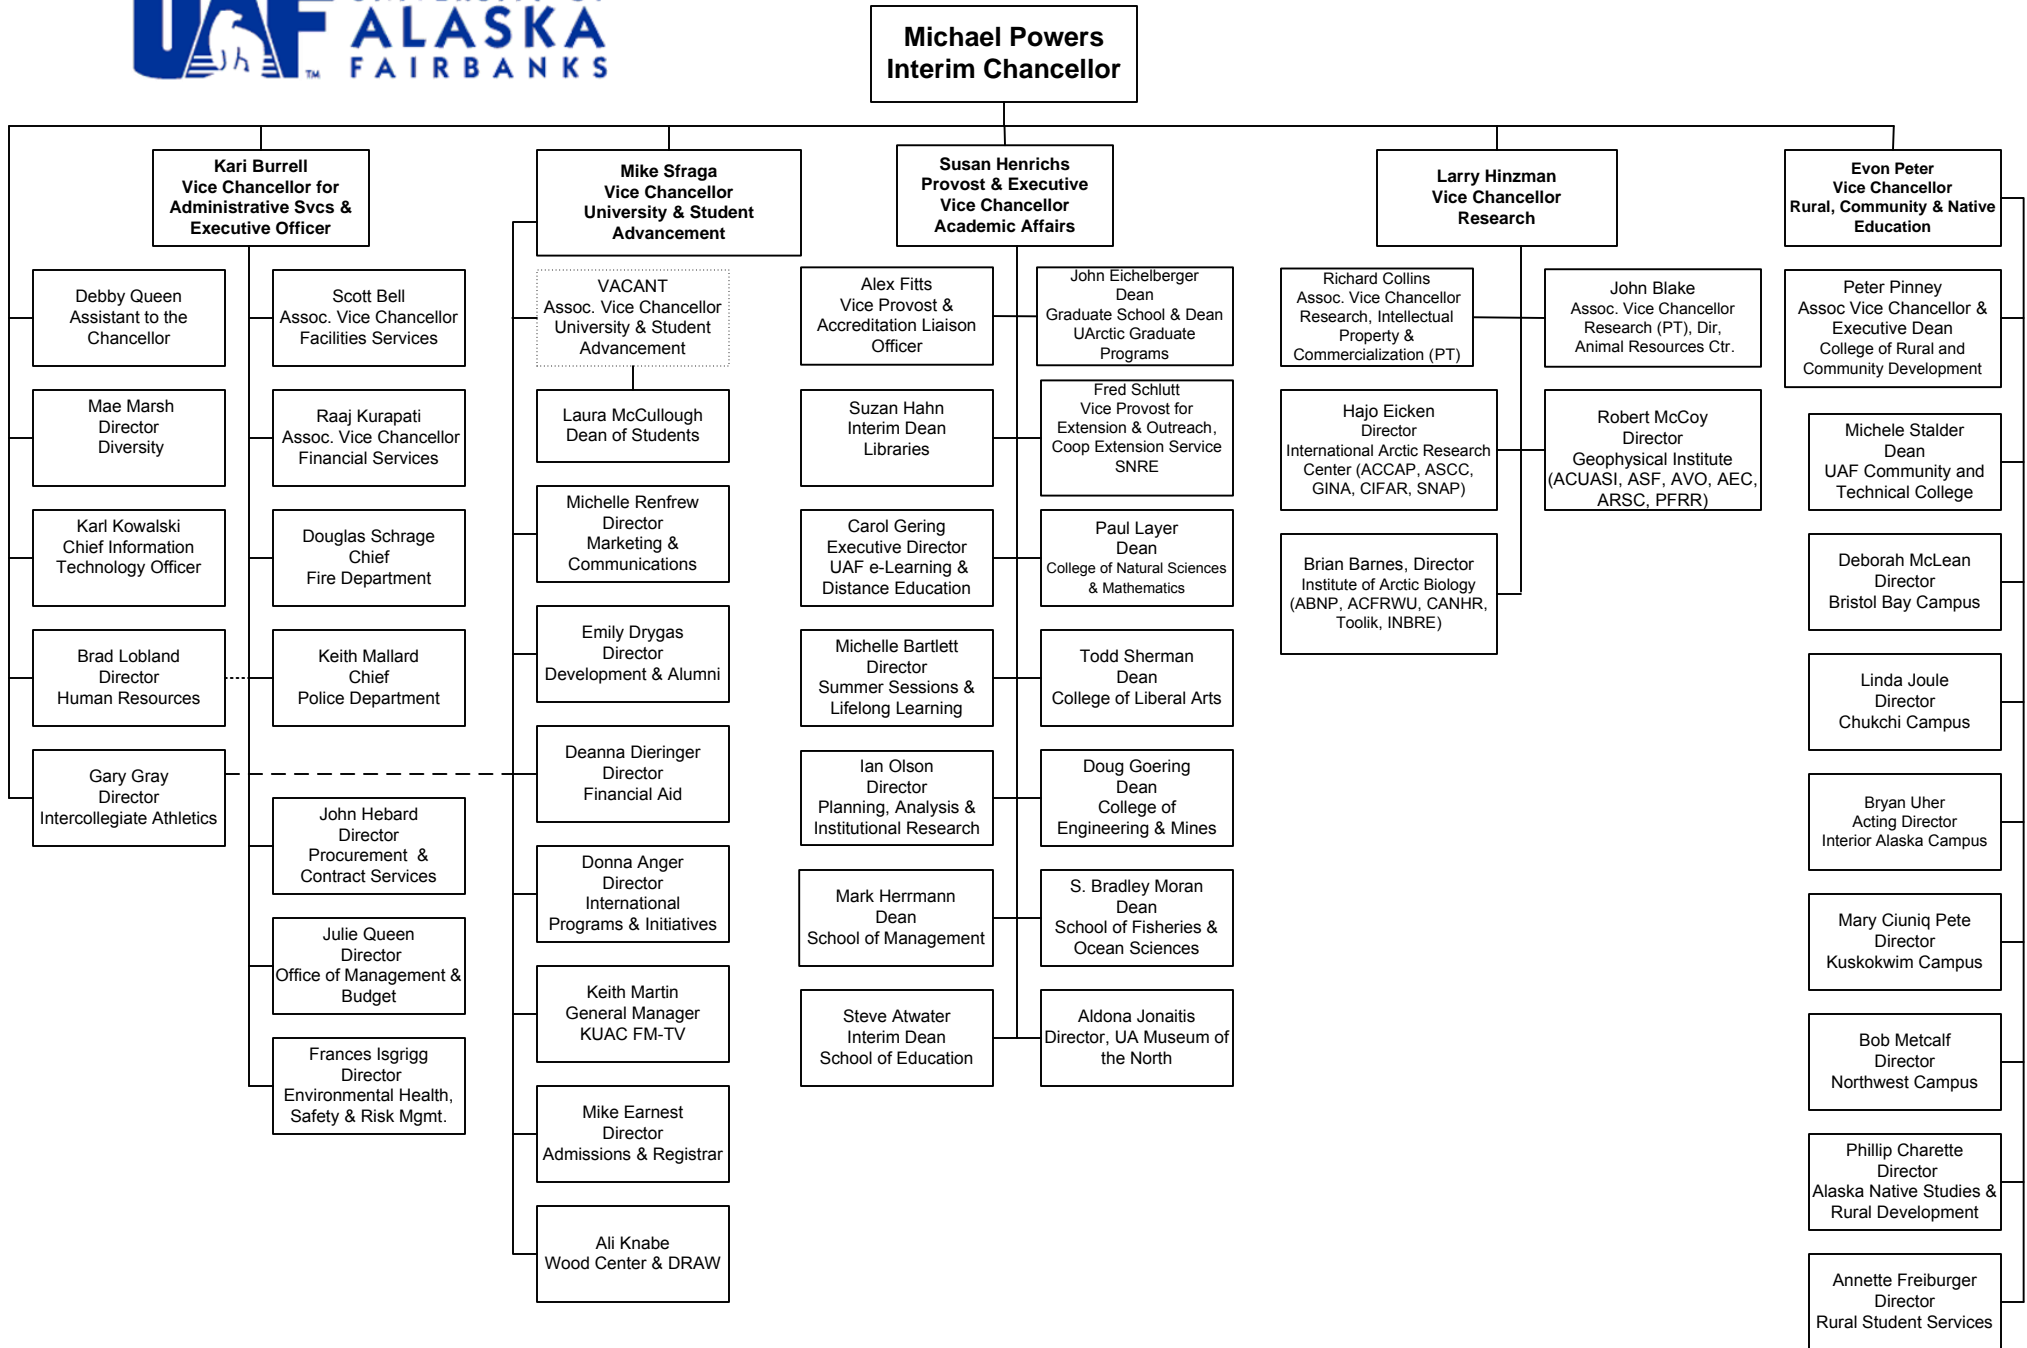 UAF
ALASKA
FAIRBANKS
TM
Michael Powers
Interim Chancellor
Kari Burrell
Vice Chancellor for
Administrative Svcs &
Executive Officer
Mike Sfraga
Vice Chancellor
University & Student
Advancement
Susan Henrichs
Provost & Executive
Vice Chancellor
Academic Affairs
Larry Hinzman
Vice Chancellor
Research
Evon Peter
Vice Chancellor
Rural, Community & Native
Education
Debby Queen
Assistant to the
Chancellor
Mae Marsh
Director
Diversity
Karl Kowalski
Chief Information
Technology Officer
Brad Lobland
Director
Human Resources
Gary Gray
Director
Intercollegiate Athletics
Scott Bell
Assoc. Vice Chancellor
Facilities Services
Raaj Kurapati
Assoc. Vice Chancellor
Financial Services
Douglas Schrage
Chief
Fire Department
Keith Mallard
Chief
Police Department
John Hebard
Director
Procurement &
Contract Services
Julie Queen
Director
Office of Management &
Budget
Frances Isgrigg
Director
Environmental Health,
Safety & Risk Mgmt.
VACANT
Assoc. Vice Chancellor
University & Student
Advancement
Laura McCullough
Dean of Students
Michelle Renfrew
Director
Marketing &
Communications
Emily Drygas
Director
Development & Alumni
Deanna Dieringer
Director
Financial Aid
Donna Anger
Director
International
Programs & Initiatives
Keith Martin
General Manager
KUAC FM-TV
Mike Earnest
Director
Admissions & Registrar
Ali Knabe
Wood Center & DRAW
Alex Fitts
Vice Provost &
Accreditation Liaison
Officer
Suzan Hahn
Interim Dean
Libraries
Carol Gering
Executive Director
UAF e-Learning &
Distance Education
Michelle Bartlett
Director
Summer Sessions &
Lifelong Learning
Ian Olson
Director
Planning, Analysis &
Institutional Research
Mark Herrmann
Dean
School of Management
Steve Atwater
Interim Dean
School of Education
John Eichelberger
Dean
Graduate School & Dean
UArctic Graduate
Programs
Fred Schlutt
Vice Provost for
Extension & Outreach,
Coop Extension Service
SNRE
Paul Layer
Dean
College of Natural Sciences
& Mathematics
Todd Sherman
Dean
College of Liberal Arts
Doug Goering
Dean
College of
Engineering & Mines
S. Bradley Moran
Dean
School of Fisheries &
Ocean Sciences
Aldona Jonaitis
Director, UA Museum of
the North
Richard Collins
Assoc. Vice Chancellor
Research, Intellectual
Property &
Commercialization (PT)
Hajo Eicken
Director
International Arctic Research
Center (ACCAP, ASCC,
GINA, CIFAR, SNAP)
Brian Barnes, Director
Institute of Arctic Biology
(ABNP, ACFRWU, CANHR,
Toolik, INBRE)
John Blake
Assoc. Vice Chancellor
Research (PT), Dir,
Animal Resources Ctr.
Robert McCoy
Director
Geophysical Institute
(ACUASI, ASF, AVO, AEC,
ARSC, PFRR)
Peter Pinney
Assoc Vice Chancellor &
Executive Dean
College of Rural and
Community Development
Michele Stalder
Dean
UAF Community and
Technical College
Deborah McLean
Director
Bristol Bay Campus
Linda Joule
Director
Chukchi Campus
Bryan Uher
Acting Director
Interior Alaska Campus
Mary Ciuniq Pete
Director
Kuskokwim Campus
Bob Metcalf
Director
Northwest Campus
Phillip Charette
Director
Alaska Native Studies &
Rural Development
Annette Freiburger
Director
Rural Student Services